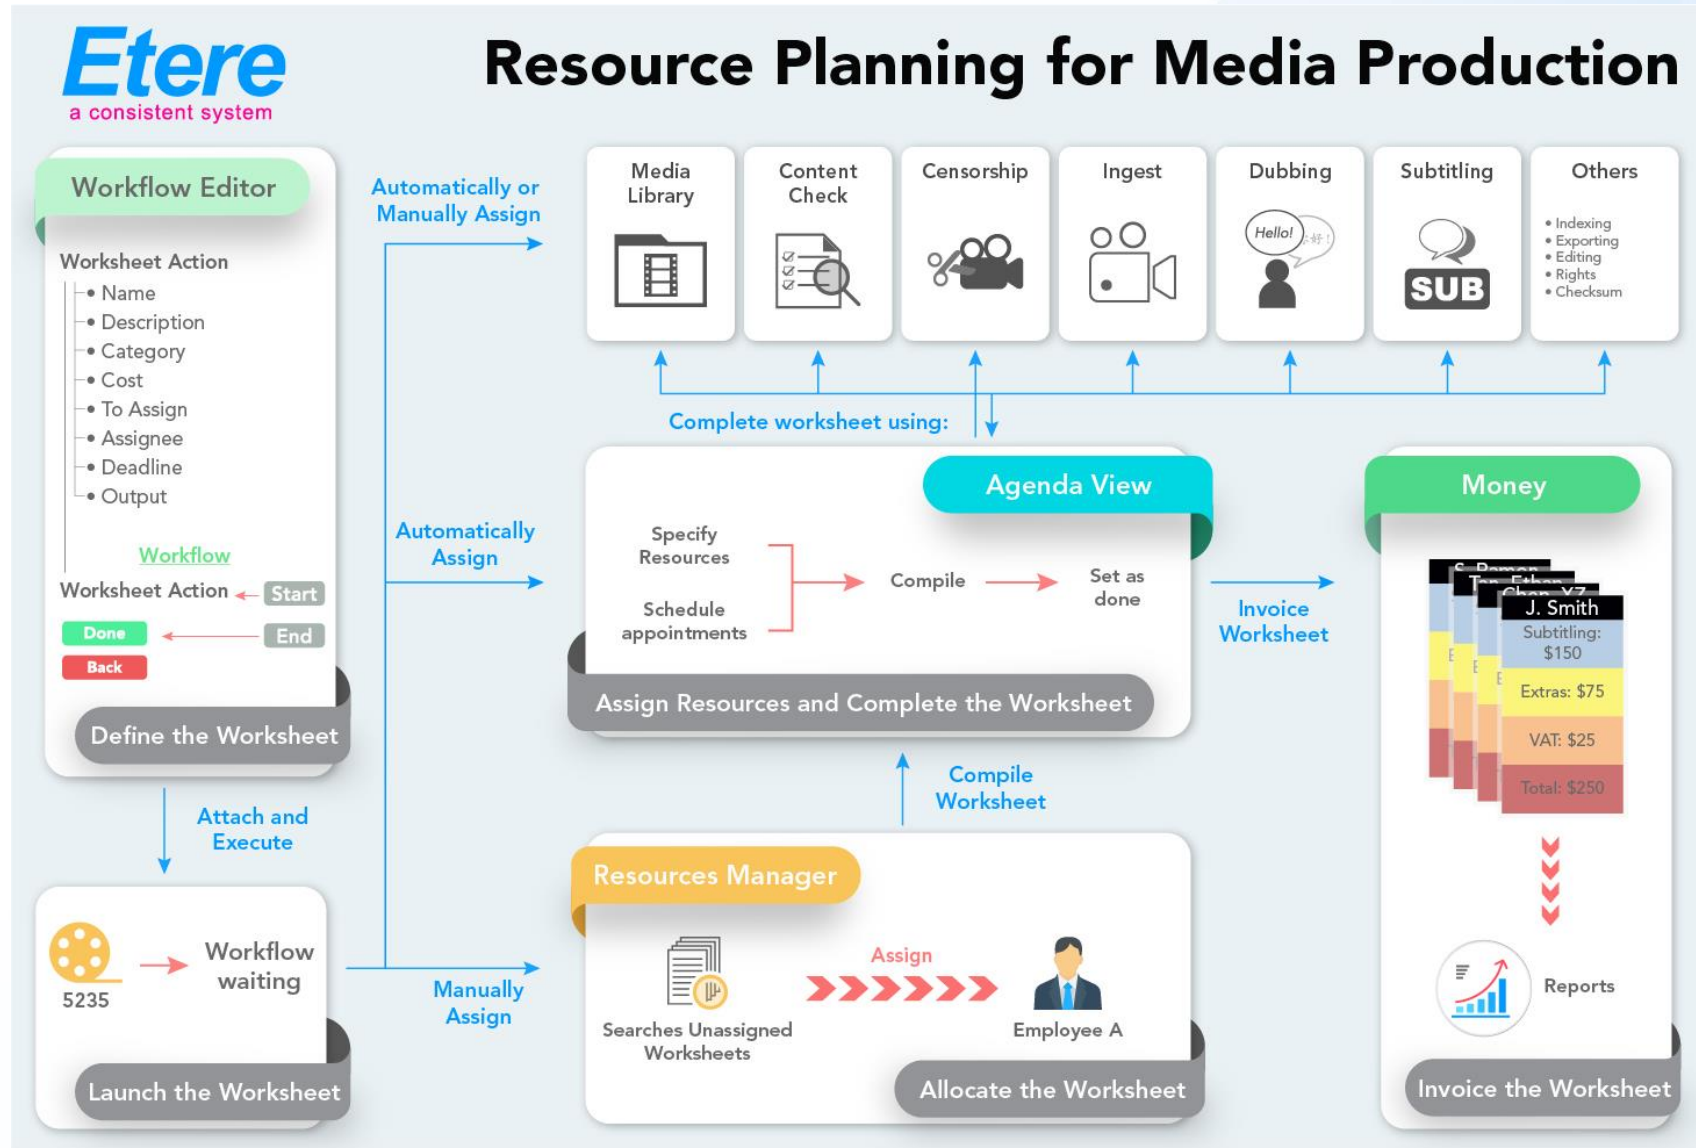 Etere
a consistent system
Resource Planning for Media Production
Workflow Editor
Worksheet Action
• Name
• Description
• Category
• Cost
• To Assign
• Assignee
• Deadline
• Output
Workflow
Worksheet Action
Start
Done
End
Back
Define the Worksheet
Attach and
Execute
5235
Workflow
waiting
Launch the Worksheet
Automatically or
Manually Assign
Automatically
Assign
Manually
Assign
Media
Library
Content
Check
Censorship
Ingest
Dubbing
Hello!
Subtitling
SUB
Others
• Indexing
• Exporting
• Editing
• Rights
• Checksum
Complete worksheet using:
Agenda View
Specify
Resources
Schedule
appointments
Compile
Set as
done
Assign Resources and Complete the Worksheet
Invoice
Worksheet
Compile
Worksheet
Resources Manager
Searches Unassigned
Worksheets
Assign
Employee A
Allocate the Worksheet
Money
J. Smith
Subtitling:
$150
Extras: $75
VAT: $25
Total: $250
Reports
Invoice the Worksheet